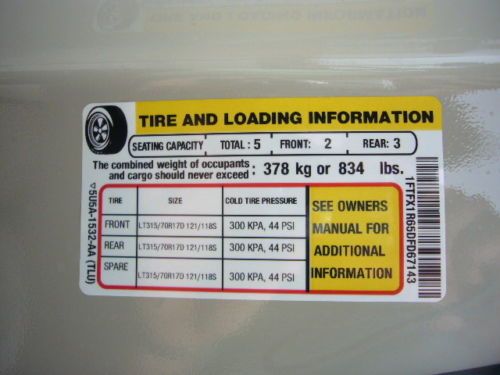 TIRE AND LOADING INFORMATION
SEATING CAPACITY TOTAL: 5 FRONT: 2 REAR: 3
The combined weight of occupants and cargo should never exceed : 378 kg or 834 lbs.
TIRE SIZE COLD TIRE PRESSURE
FRONT LT315/70R17D 121/118S 300 KPA, 44 PSI
REAR LT315/70R17D 121/118S 300 KPA, 44 PSI
SPARE LT315/70R17D 121/118S 300 KPA, 44 PSI
SEE OWNERS
MANUAL FOR
ADDITIONAL
INFORMATION
5U5A-1532-AA (TLU)
1FTFX1R65DFD67143